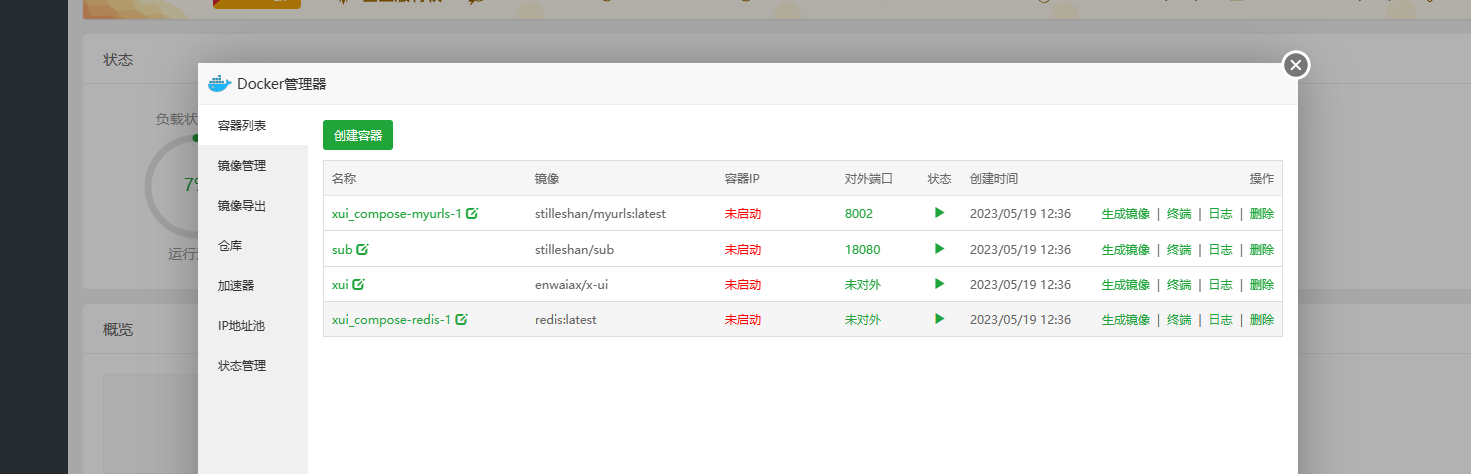 状态
Docker管理器
负载状
容器列表
创建容器
镜像管理
名称 镜像 容器IP 对外端口 状态 创建时间 操作
7%
镜像导出
xui_compose-myurls-1 stilleshan/myurls:latest 未启动 8002 2023/05/19 12:36 生成镜像 | 终端 | 日志 | 删除
仓库
sub stilleshan/sub 未启动 18080 2023/05/19 12:36 生成镜像 | 终端 | 日志 | 删除
运行
加速器
xui enwaiax/x-ui 未启动 未对外 2023/05/19 12:36 生成镜像 | 终端 | 日志 | 删除
概览
IP地址池
xui_compose-redis-1 redis:latest 未启动 未对外 2023/05/19 12:36 生成镜像 | 终端 | 日志 | 删除
状态管理